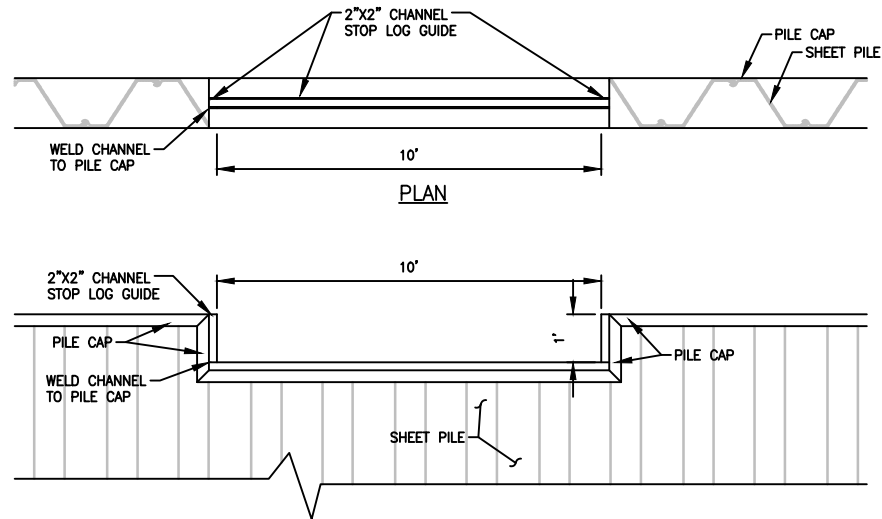 2"X2" CHANNEL
STOP LOG GUIDE
PILE CAP
SHEET PILE
WELD CHANNEL
TO PILE CAP
10'
PLAN
2"X2" CHANNEL
STOP LOG GUIDE
10'
1'
PILE CAP
PILE CAP
WELD CHANNEL
TO PILE CAP
SHEET PILE